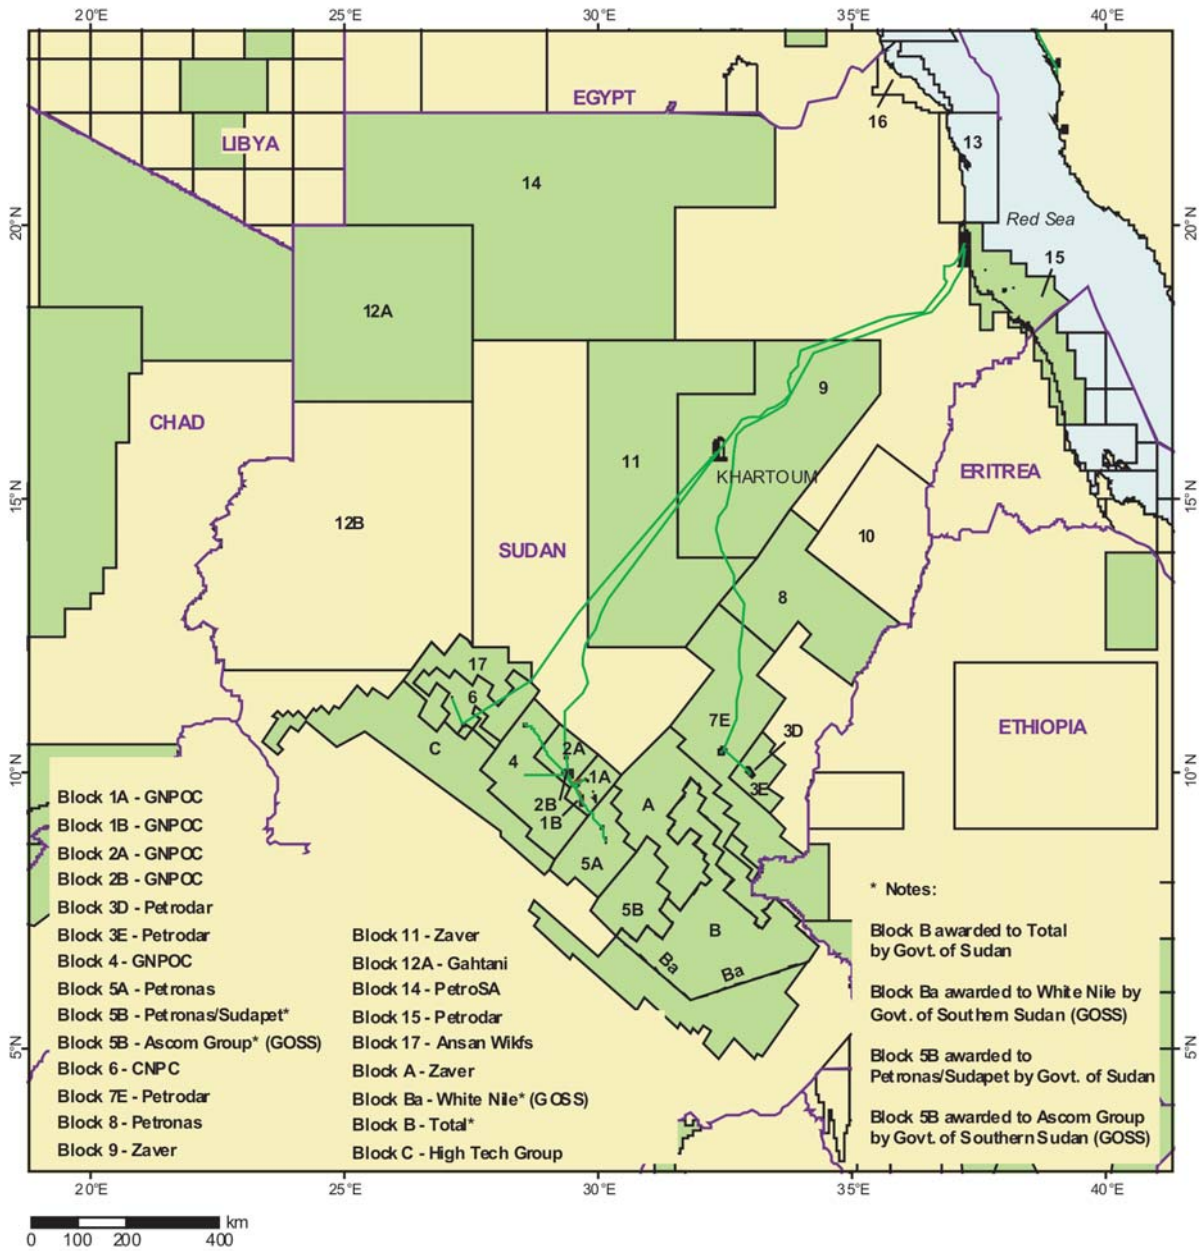 20°E 25°E 30°E 35°E 40°E
EGYPT
LIBYA
16
13
14
20°N 20°N
Red Sea
15
12A
9
CHAD
11
KHARTOUM
ERITREA
15°N 15°N
12B
SUDAN
10
8
17
6
7E
3D
ETHIOPIA
C
4
2A
1A
10°N 10°N
3E
2B
A
1B
5A
5B
B
Ba
Ba
5°N 5°N
Block 1A - GNPOC
Block 1B - GNPOC
Block 2A - GNPOC
Block 2B - GNPOC
Block 3D - Petrodar
Block 3E - Petrodar
Block 4 - GNPOC
Block 5A - Petronas
Block 5B - Petronas/Sudapet*
Block 5B - Ascom Group* (GOSS)
Block 6 - CNPC
Block 7E - Petrodar
Block 8 - Petronas
Block 9 - Zaver
Block 11 - Zaver
Block 12A - Gahtani
Block 14 - PetroSA
Block 15 - Petrodar
Block 17 - Ansan Wikfs
Block A - Zaver
Block Ba - White Nile* (GOSS)
Block B - Total*
Block C - High Tech Group
* Notes:
Block B awarded to Total
by Govt. of Sudan
Block Ba awarded to White Nile by
Govt. of Southern Sudan (GOSS)
Block 5B awarded to
Petronas/Sudapet by Govt. of Sudan
Block 5B awarded to Ascom Group
by Govt. of Southern Sudan (GOSS)
20°E 25°E 30°E 35°E 40°E
km
0 100 200 400